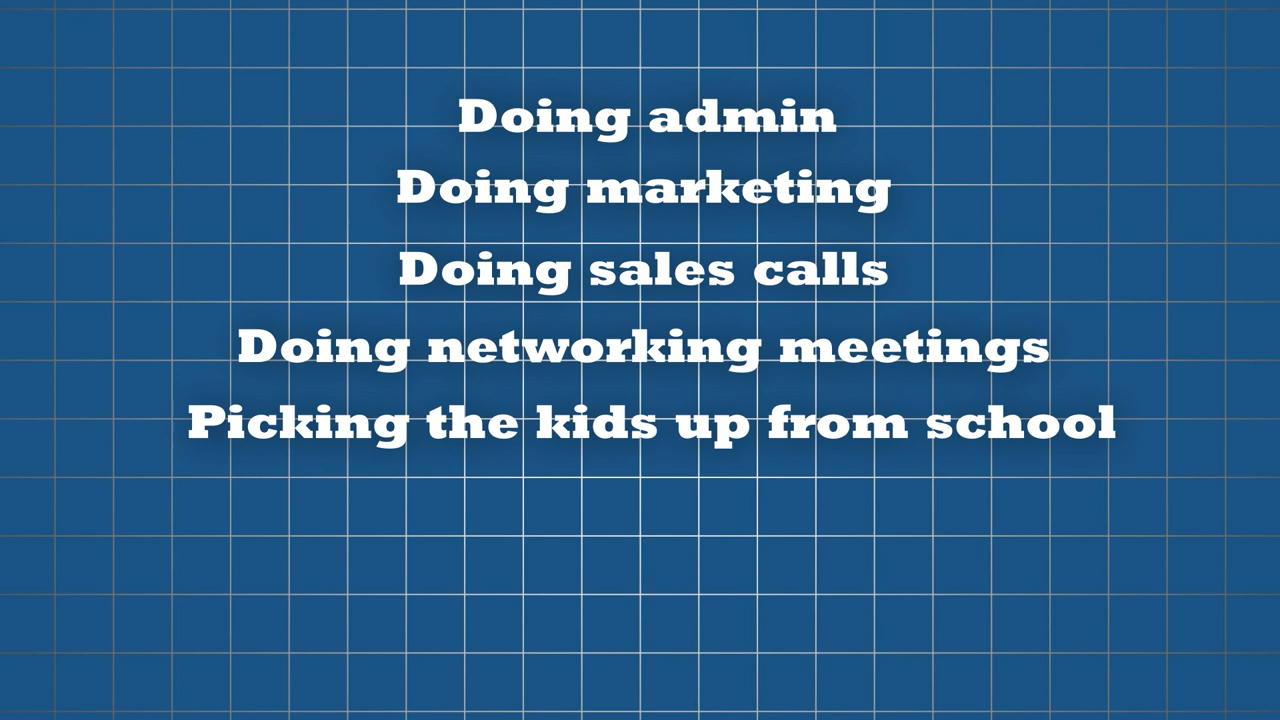 Doing admin
Doing marketing
Doing sales calls
Doing networking meetings
Picking the kids up from school